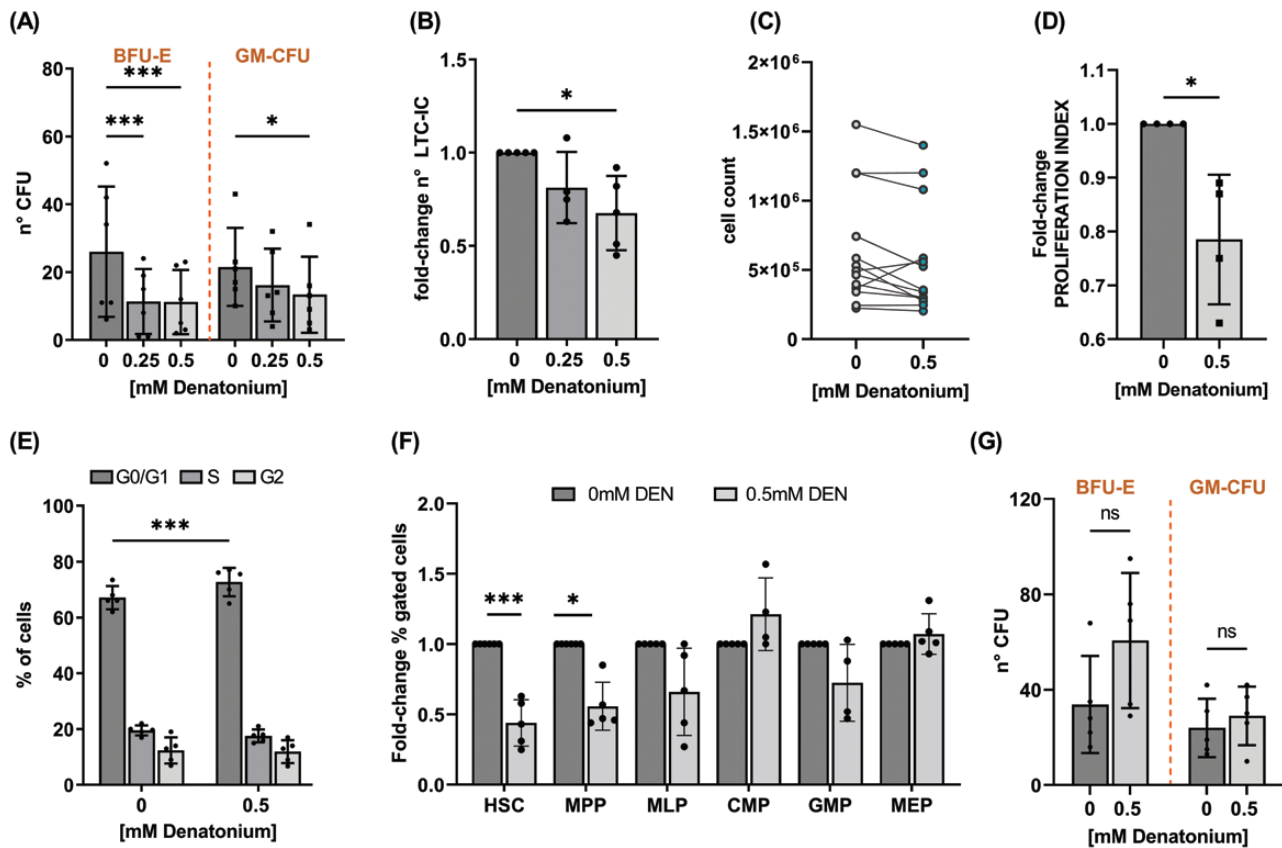 (A)
BFU-E
GM-CFU
80
60
40
20
0
n° CFU
***
***
*
0 0.25 0.5 0 0.25 0.5
[mM Denatonium]
(B)
1.5
1.0
0.5
0.0
fold-change n° LTC-IC
*
0 0.25 0.5
[mM Denatonium]
(C)
2×10⁶
1.5×10⁶
1×10⁶
5×10⁵
0
cell count
0 0.5
[mM Denatonium]
(D)
1.0
0.9
0.8
0.7
0.6
Fold-change
PROLIFERATION INDEX
*
0 0.5
[mM Denatonium]
(E)
G0/G1 S G2
100
80
60
40
20
0
% of cells
***
0 0.5
[mM Denatonium]
(F)
0mM DEN 0.5mM DEN
2.0
1.5
1.0
0.5
0.0
Fold-change % gated cells
***
*
HSC MPP MLP CMP GMP MEP
(G)
BFU-E
GM-CFU
120
80
40
0
n° CFU
ns
ns
0 0.5 0 0.5
[mM Denatonium]